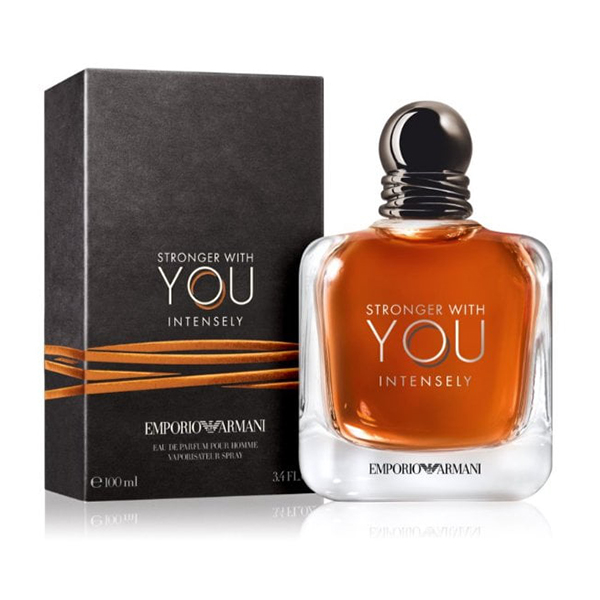 STRONGER WITH
YOU
INTENSELY
EMPORIO ARMANI
EAU DE PARFUM POUR HOMME
VAPORISATEUR SPRAY
℮100 ml
3.4 FL
STRONGER WITH
YOU
INTENSELY
EMPORIO ARMANI